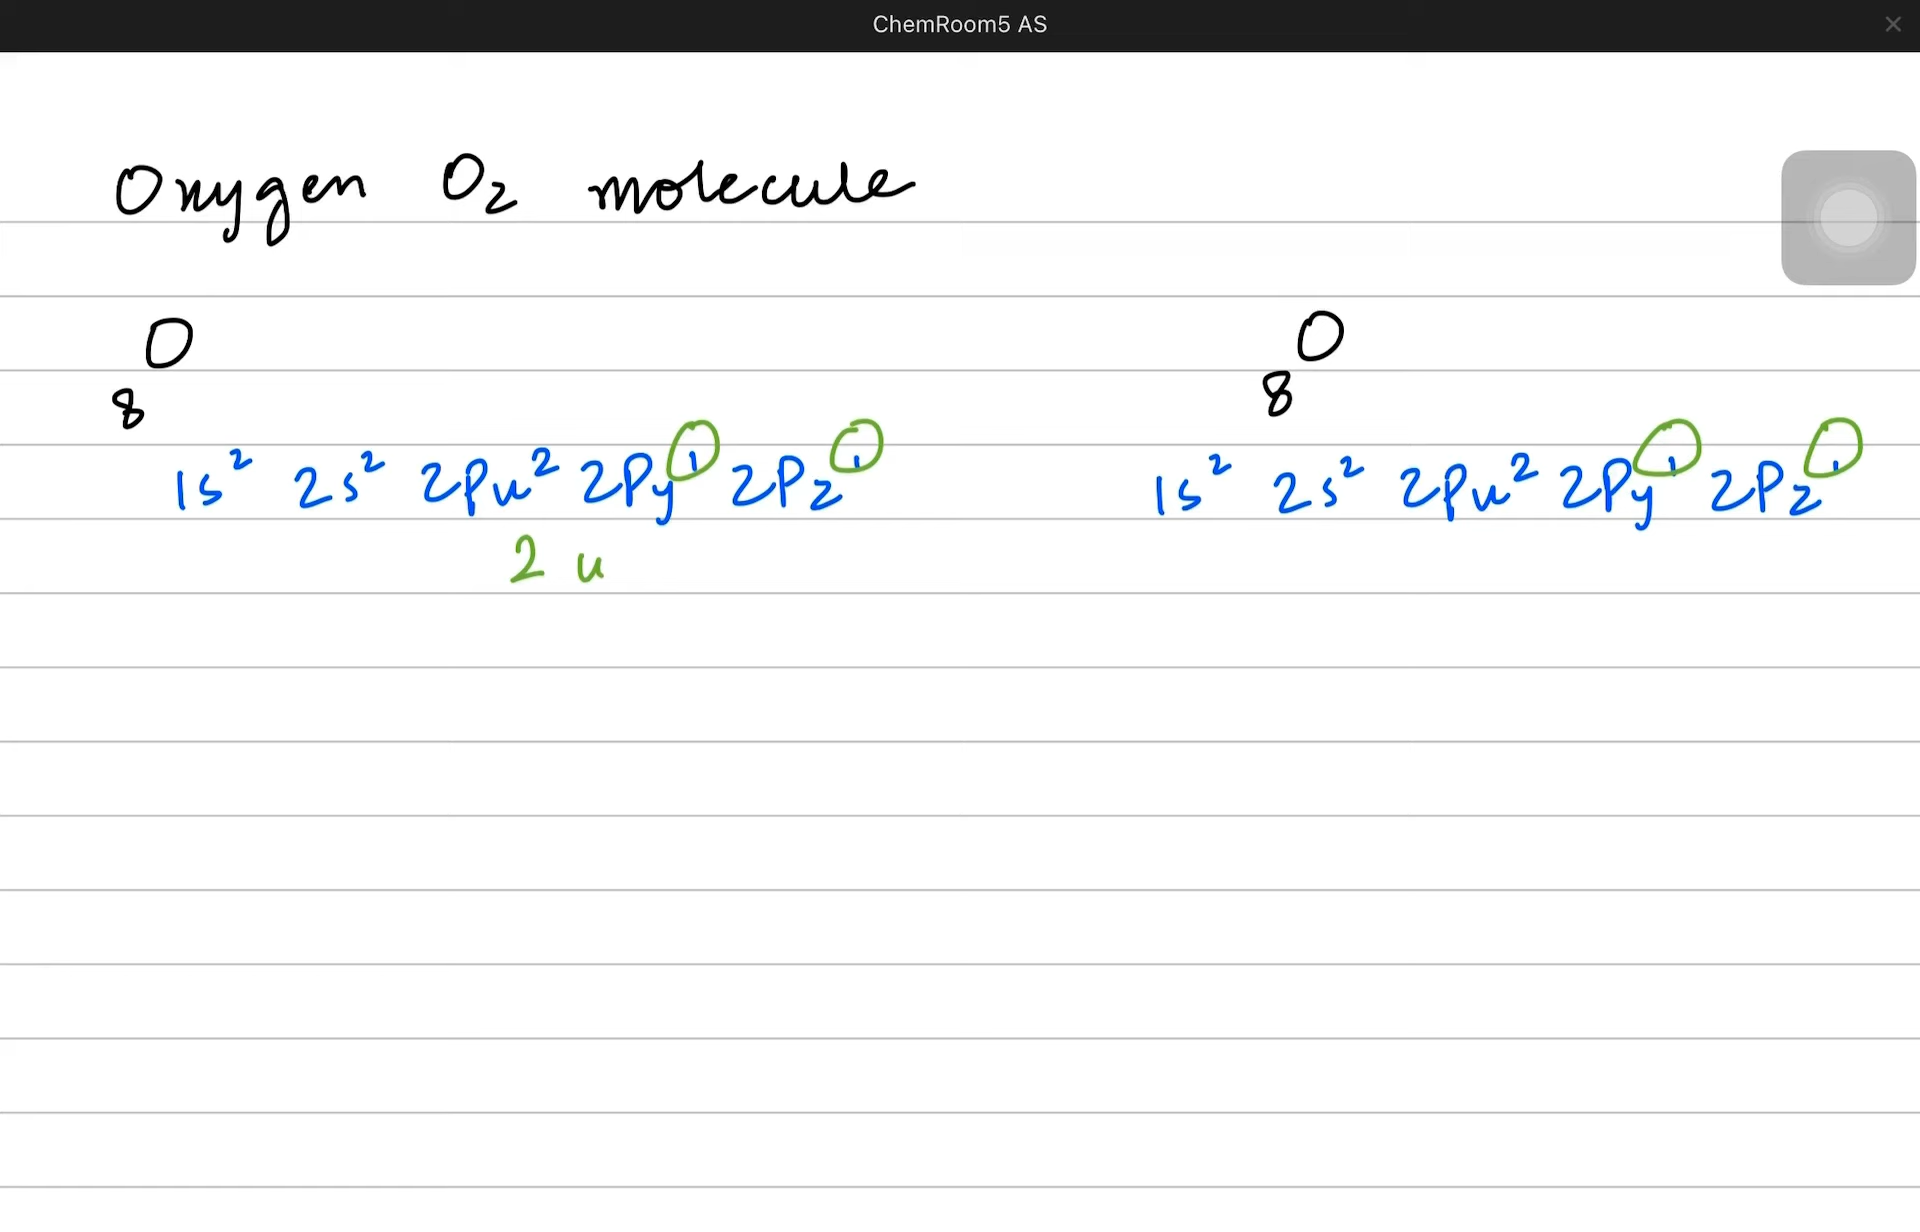 ChemRoom5 AS
Oxygen O₂ molecule
O O
8 8
1s² 2s² 2Px² 2Py¹ 2Pz¹ 1s² 2s² 2Px² 2Py¹ 2Pz¹
2 u